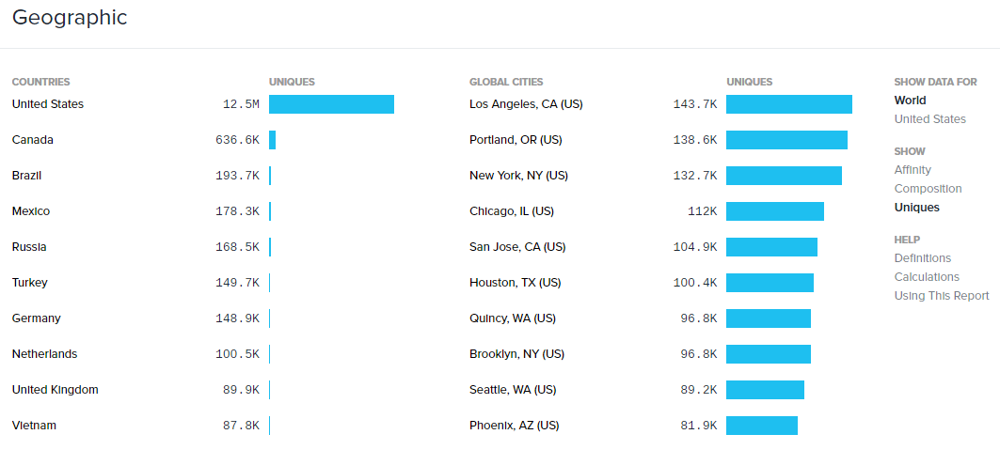 Geographic
COUNTRIES UNIQUES GLOBAL CITIES UNIQUES SHOW DATA FOR
United States 12.5M Los Angeles, CA (US) 143.7K World
United States
Canada 636.6K Portland, OR (US) 138.6K
SHOW
Brazil 193.7K New York, NY (US) 132.7K Affinity
Composition
Mexico 178.3K Chicago, IL (US) 112K Uniques
HELP
Russia 168.5K San Jose, CA (US) 104.9K
Definitions
Turkey 149.7K Houston, TX (US) 100.4K Calculations
Using This Report
Germany 148.9K Quincy, WA (US) 96.8K
Netherlands 100.5K Brooklyn, NY (US) 96.8K
United Kingdom 89.9K Seattle, WA (US) 89.2K
Vietnam 87.8K Phoenix, AZ (US) 81.9K